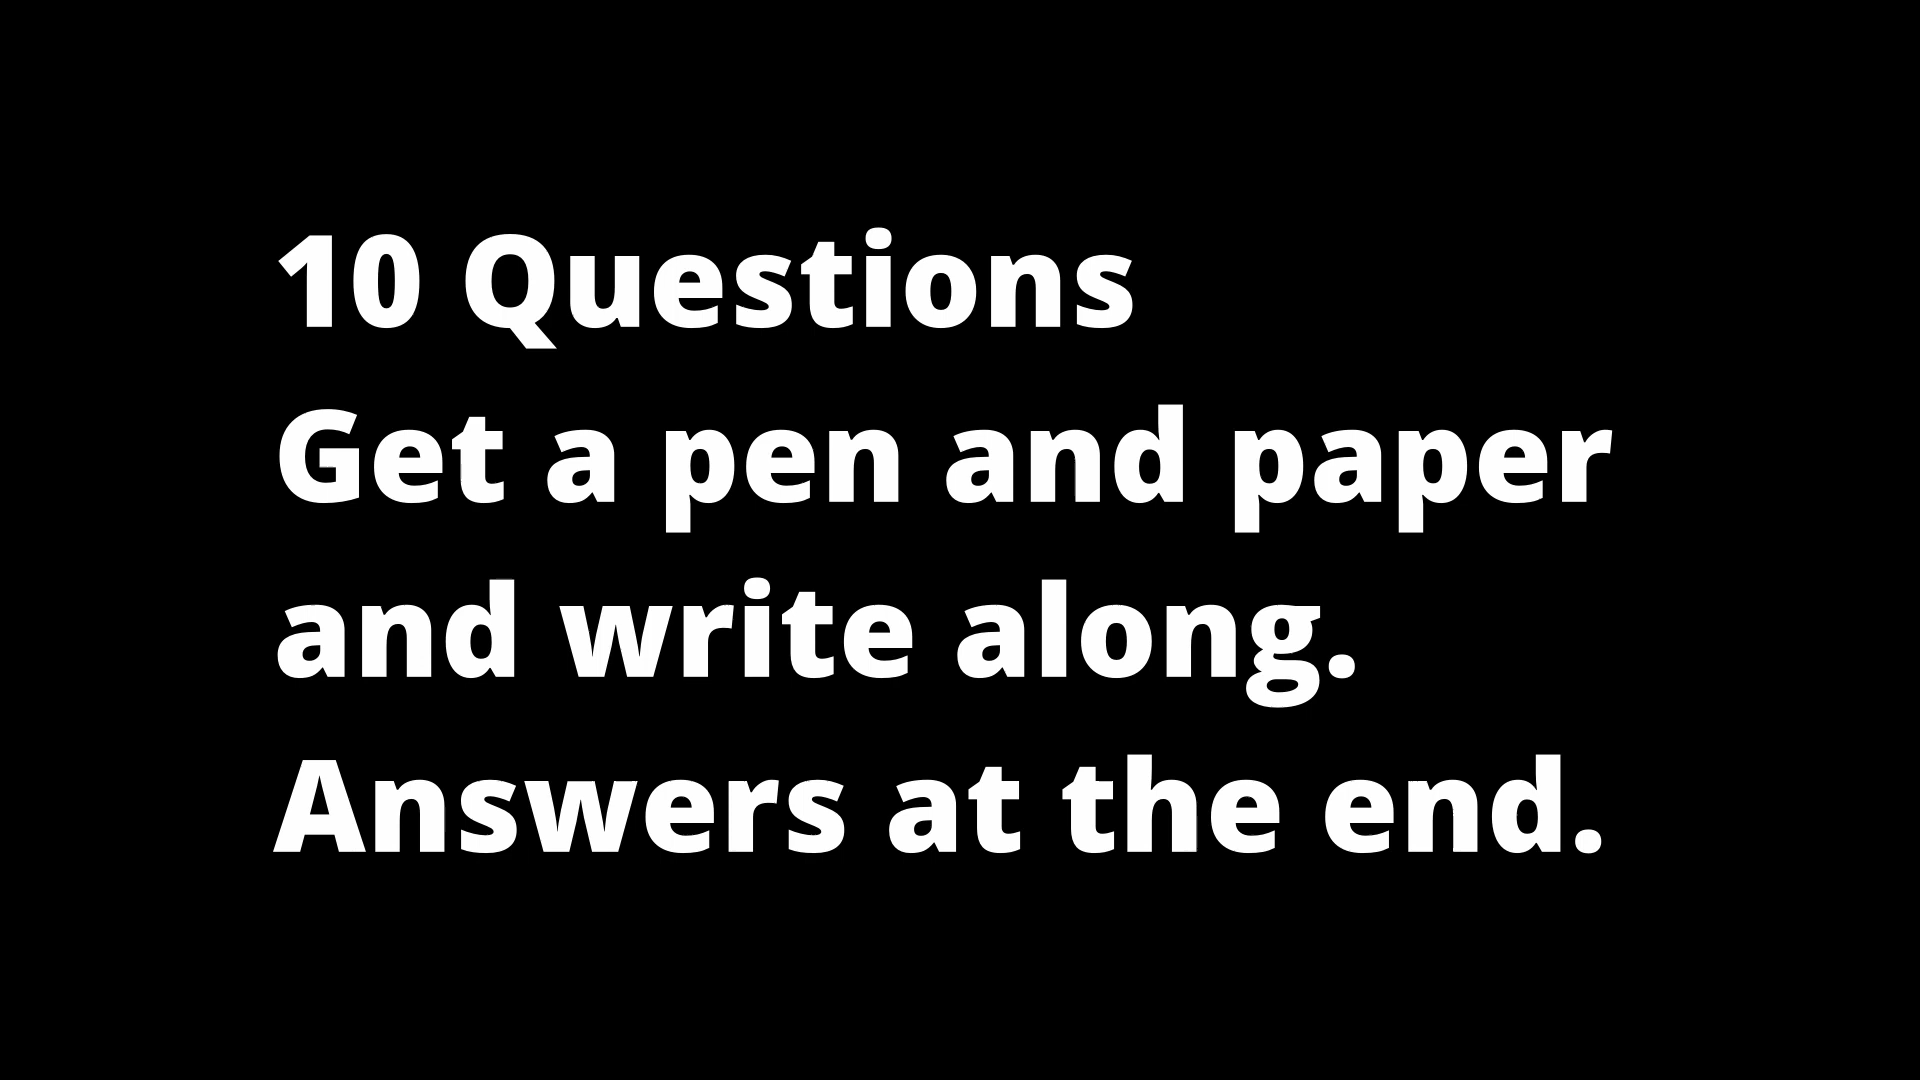 10 Questions
Get a pen and paper
and write along.
Answers at the end.